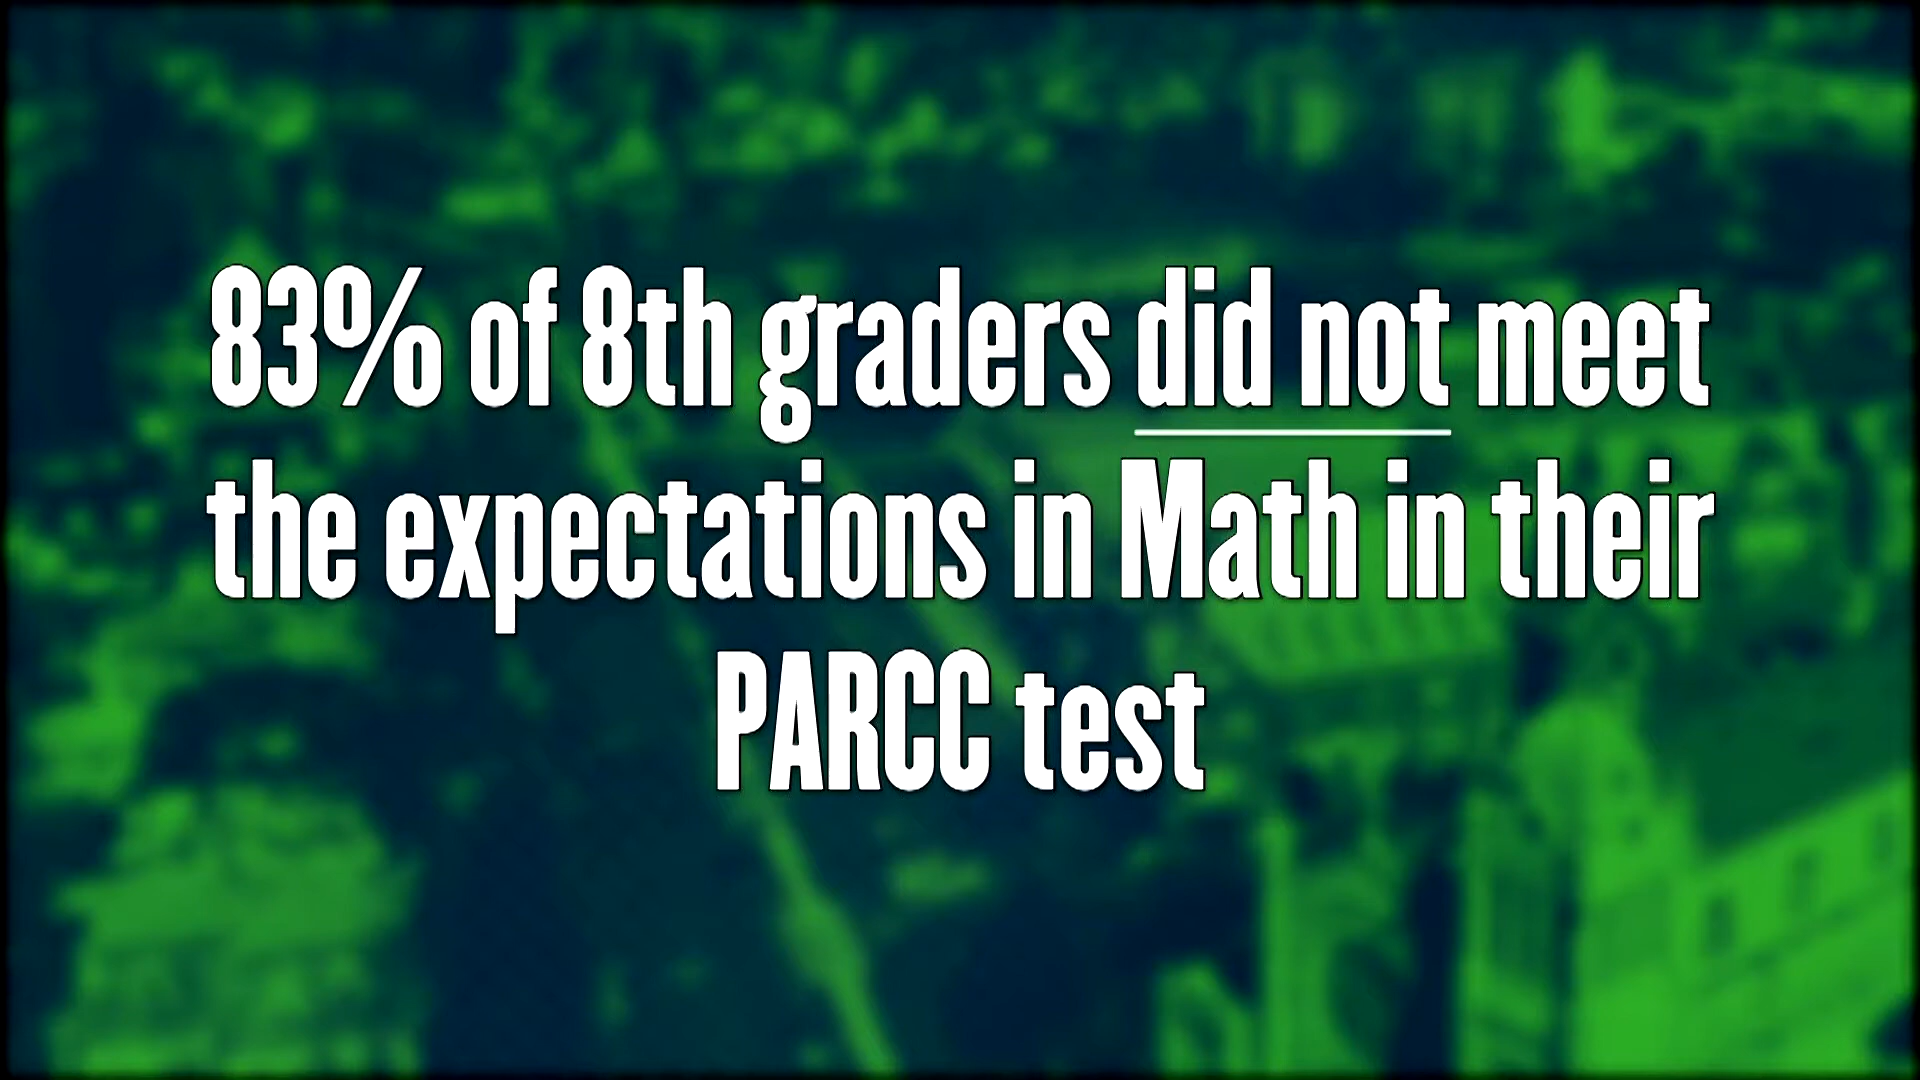 83% of 8th graders did not meet
the expectations in Math in their
PARCC test